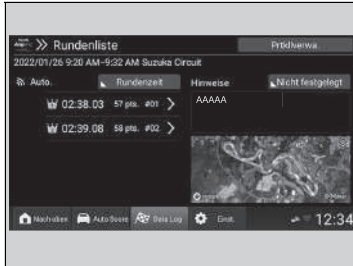 Rundenliste
2022/01/26 9:20 AM–9:32 AM Suzuka Circuit
Auto. Rundenzeit Hinweise Nicht festgelegt
02:38.03 57 pts. #01
AAAAA
02:39.08 58 pts. #02
Nach oben Auto Score Data Log Einst. 12:34